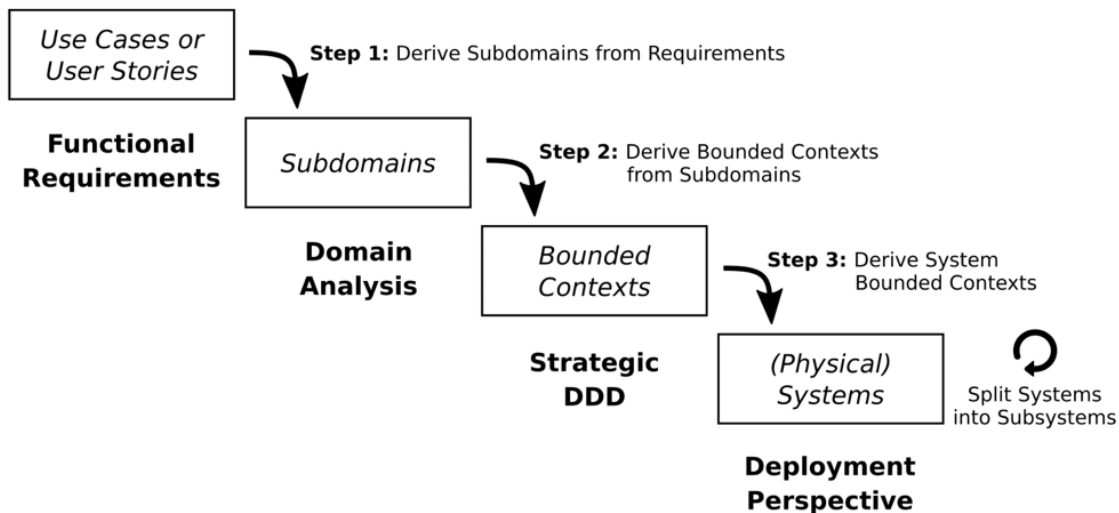 Use Cases or
User Stories
Step 1: Derive Subdomains from Requirements
Functional
Requirements
Subdomains
Step 2: Derive Bounded Contexts
from Subdomains
Domain
Analysis
Bounded
Contexts
Step 3: Derive System
Bounded Contexts
Strategic
DDD
(Physical)
Systems
Split Systems
into Subsystems
Deployment
Perspective